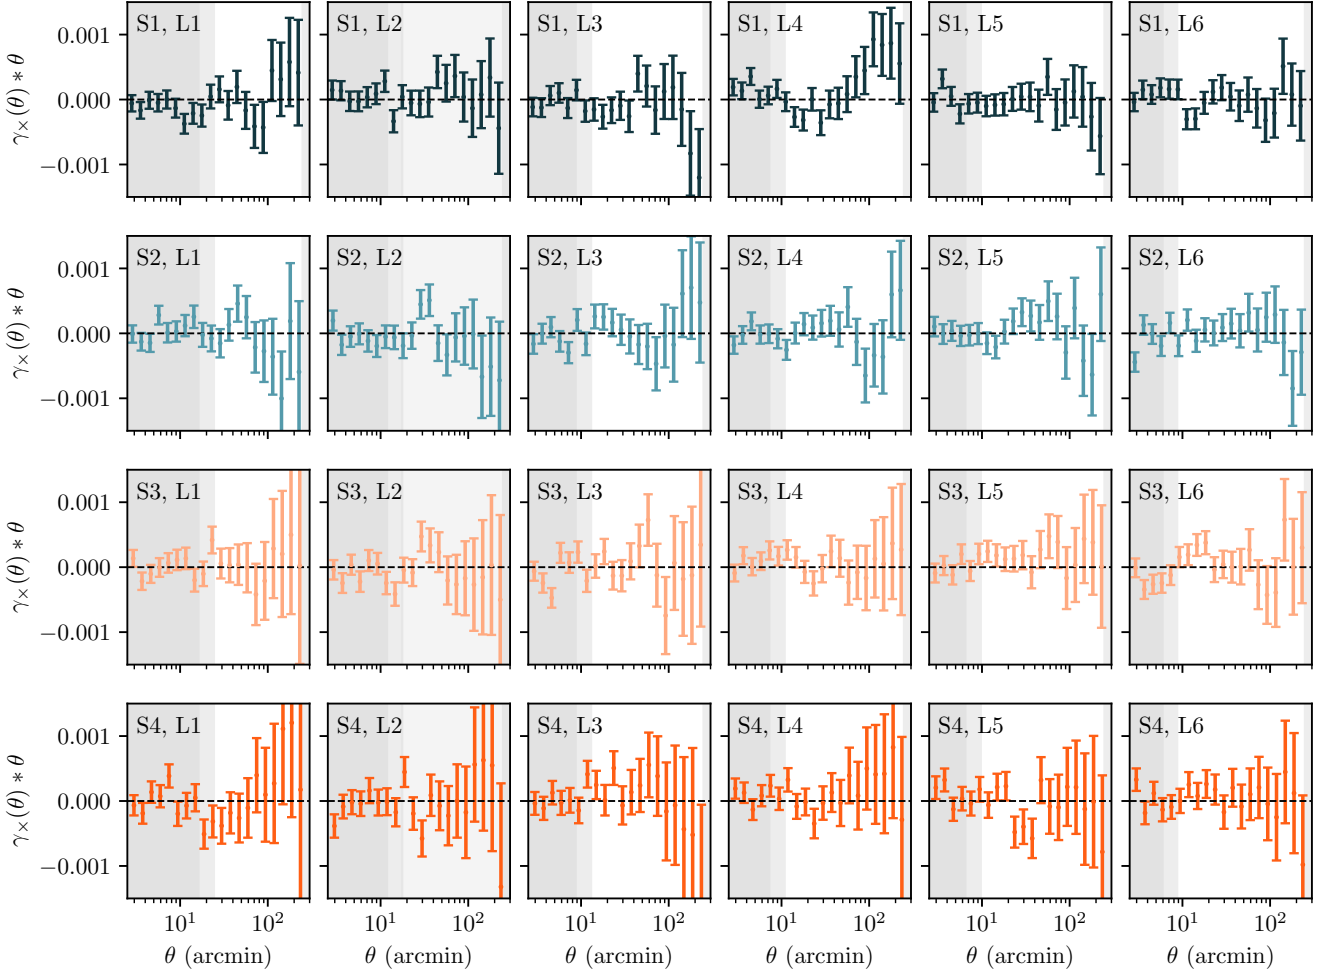 S1, L1
S1, L2
S1, L3
S1, L4
S1, L5
S1, L6
0.001
0.000
−0.001
γ×(θ) * θ
S2, L1
S2, L2
S2, L3
S2, L4
S2, L5
S2, L6
0.001
0.000
−0.001
γ×(θ) * θ
S3, L1
S3, L2
S3, L3
S3, L4
S3, L5
S3, L6
0.001
0.000
−0.001
γ×(θ) * θ
S4, L1
S4, L2
S4, L3
S4, L4
S4, L5
S4, L6
0.001
0.000
−0.001
γ×(θ) * θ
10¹ 10² 10¹ 10² 10¹ 10² 10¹ 10² 10¹ 10² 10¹ 10²
θ (arcmin) θ (arcmin) θ (arcmin) θ (arcmin) θ (arcmin) θ (arcmin)